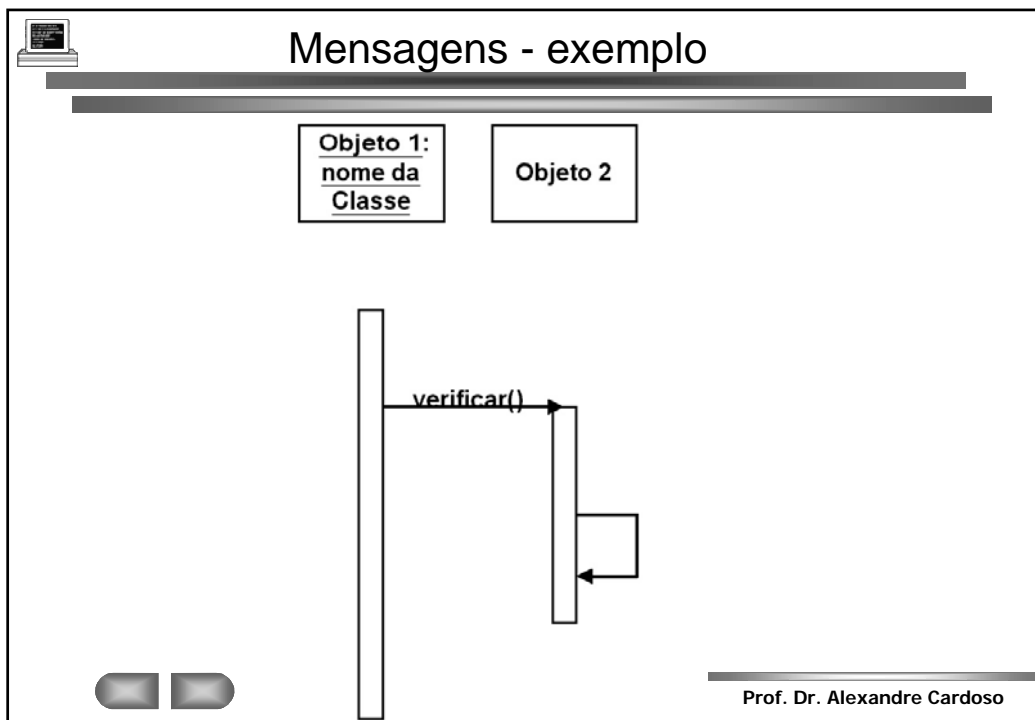 Mensagens - exemplo
Objeto 1:
nome da
Classe
Objeto 2
verificar()
Prof. Dr. Alexandre Cardoso